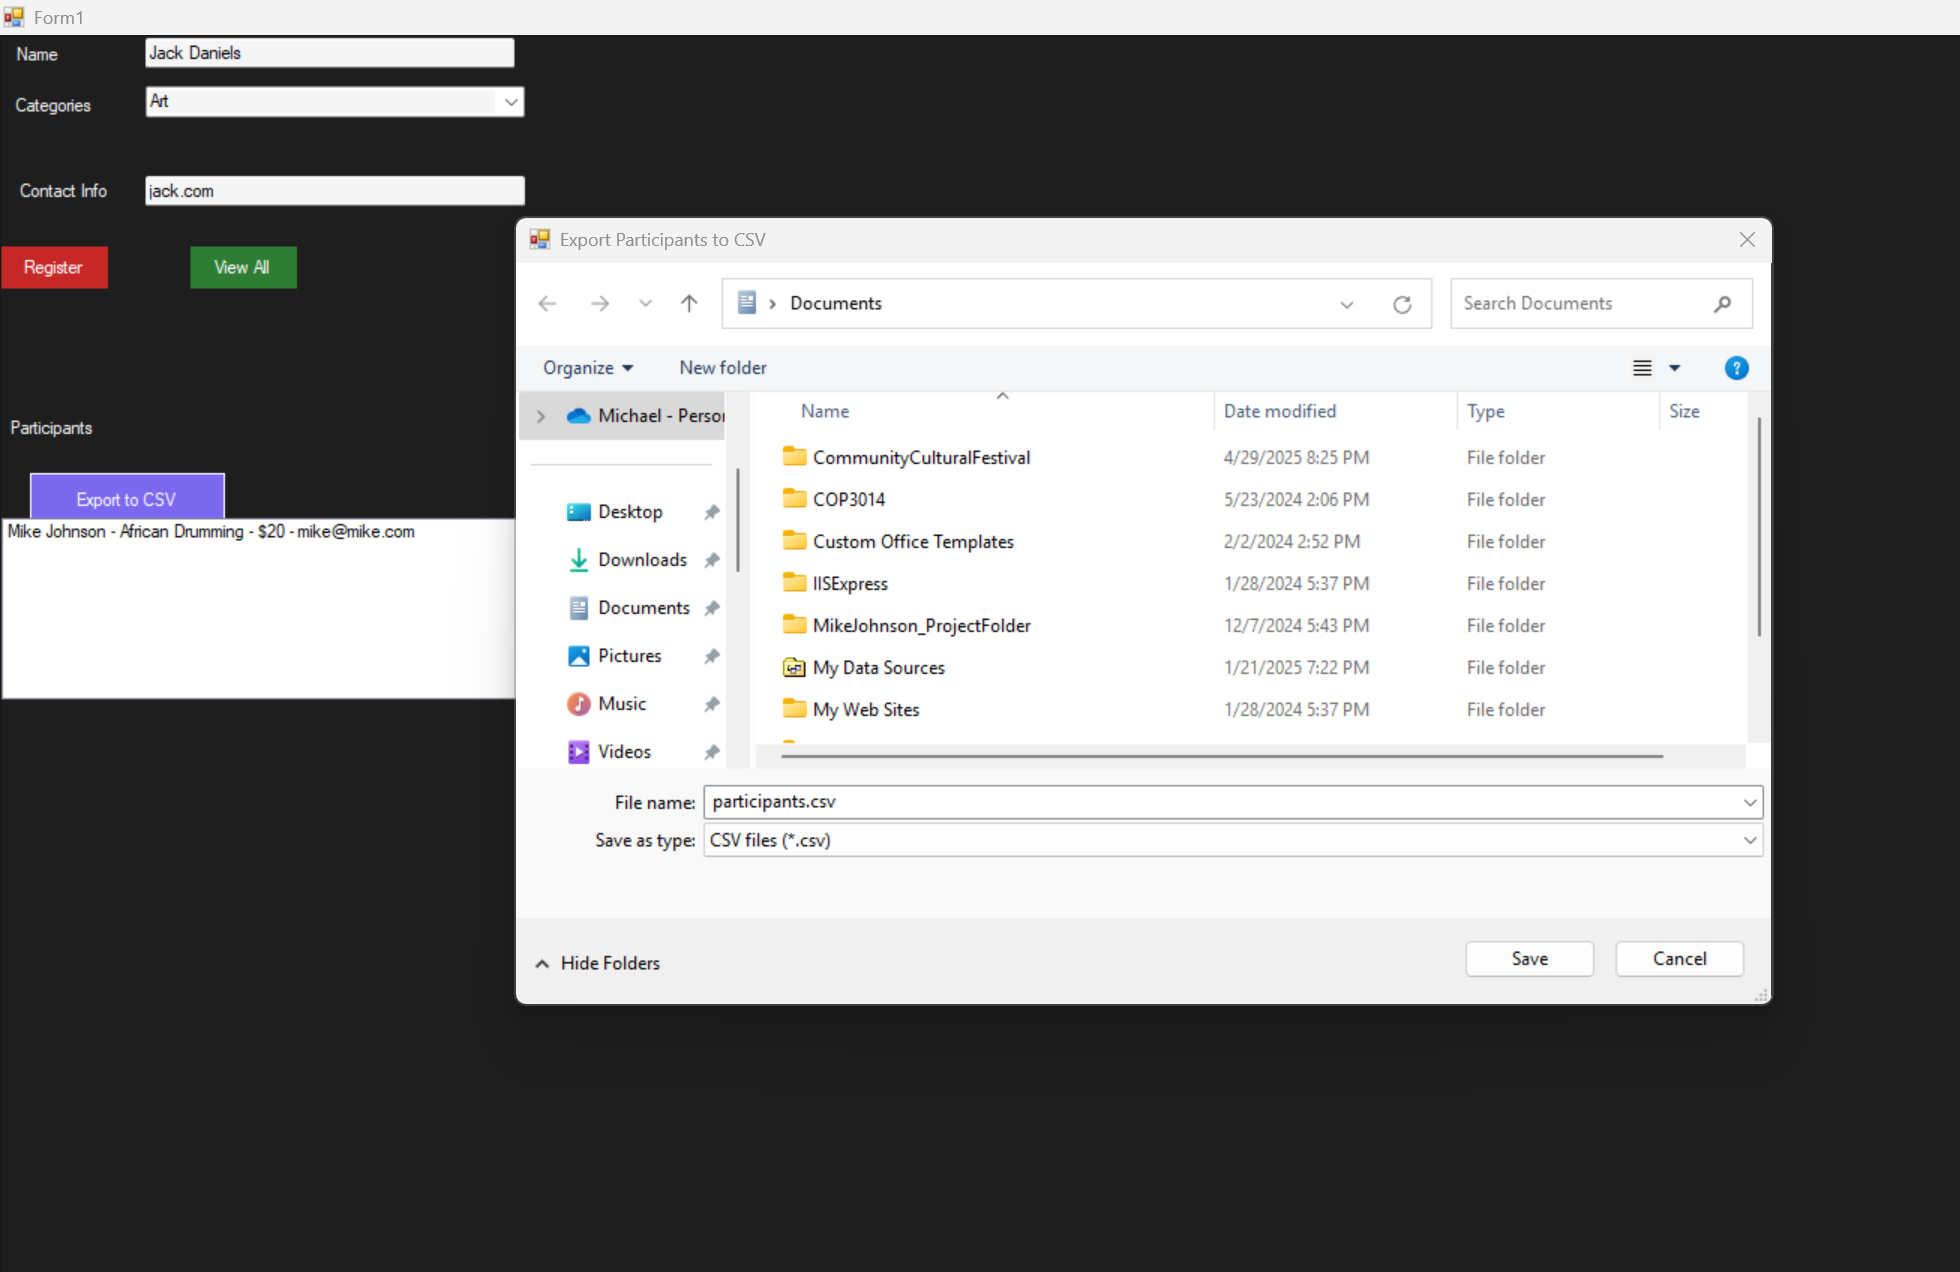 Form1
Name Jack Daniels
Categories Art
Contact Info jack.com
Register View All
Participants
Export to CSV
Mike Johnson - African Drumming - $20 - mike@mike.com
Export Participants to CSV
Documents Search Documents
Organize New folder
Michael - Person
Desktop
Downloads
Documents
Pictures
Music
Videos
Name Date modified Type Size
CommunityCulturalFestival 4/29/2025 8:25 PM File folder
COP3014 5/23/2024 2:06 PM File folder
Custom Office Templates 2/2/2024 2:52 PM File folder
IISExpress 1/28/2024 5:37 PM File folder
MikeJohnson_ProjectFolder 12/7/2024 5:43 PM File folder
My Data Sources 1/21/2025 7:22 PM File folder
My Web Sites 1/28/2024 5:37 PM File folder
File name: participants.csv
Save as type: CSV files (*.csv)
Hide Folders Save Cancel